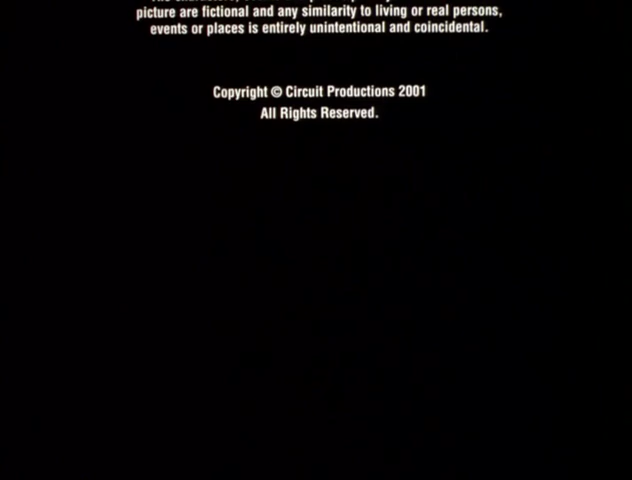 picture are fictional and any similarity to living or real persons,
events or places is entirely unintentional and coincidental.
Copyright © Circuit Productions 2001
All Rights Reserved.